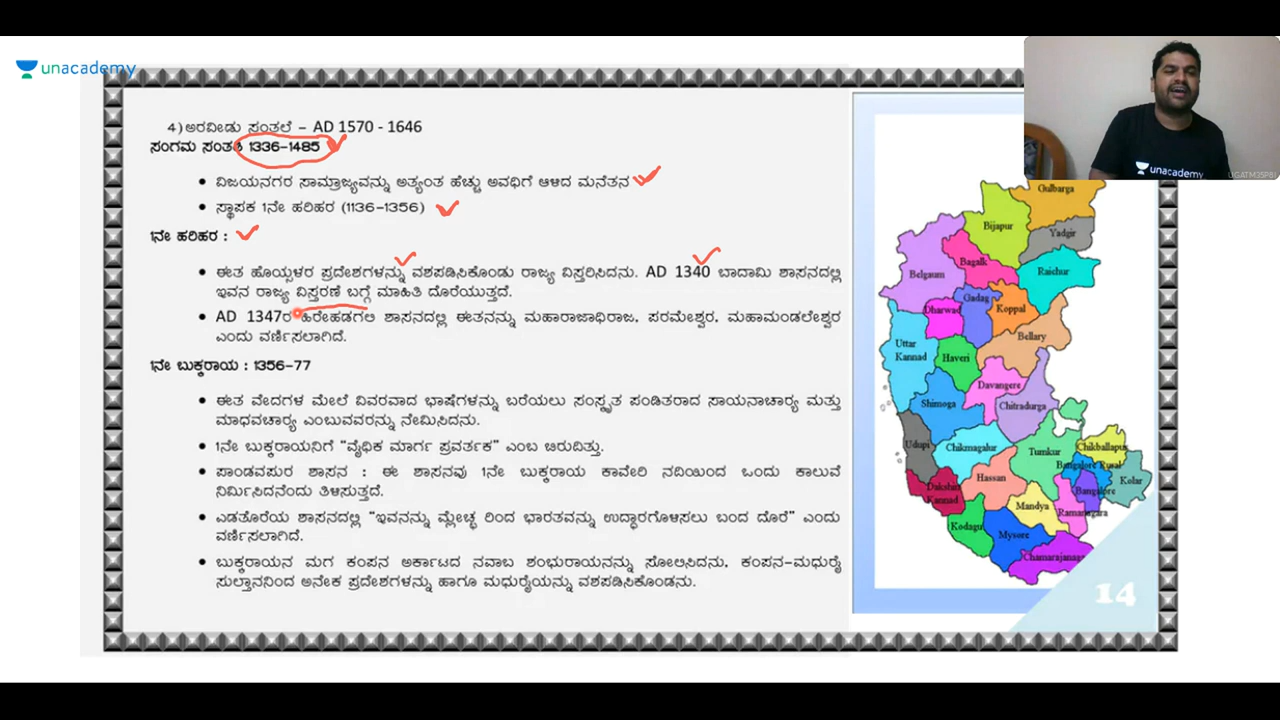 unacademy
4) ಅರವೀಡು ಸಂತಲೆ – AD 1570 - 1646
ಸಂಗಮ ಸಂತತಿ 1336-1485
• ವಿಜಯನಗರ ಸಾಮ್ರಾಜ್ಯವನ್ನು ಅತ್ಯಂತ ಹೆಚ್ಚು ಅವಧಿಗೆ ಆಳಿದ ಮನೆತನ
• ಸ್ಥಾಪಕ 1ನೇ ಹರಿಹರ (1136-1356)
1ನೇ ಹರಿಹರ :
• ಈತ ಹೊಯ್ಸಳರ ಪ್ರದೇಶಗಳನ್ನು ವಶಪಡಿಸಿಕೊಂಡು ರಾಜ್ಯ ವಿಸ್ತರಿಸಿದನು. AD 1340 ಬಾದಾಮಿ ಶಾಸನದಲ್ಲಿ
ಇವನ ರಾಜ್ಯ ವಿಸ್ತರಣೆ ಬಗ್ಗೆ ಮಾಹಿತಿ ದೊರೆಯುತ್ತದೆ.
• AD 1347ರ ಹಿರೇಹಡಗಲಿ ಶಾಸನದಲ್ಲಿ ಈತನನ್ನು ಮಹಾರಾಜಾಧಿರಾಜ, ಪರಮೇಶ್ವರ, ಮಹಾಮಂಡಲೇಶ್ವರ
ಎಂದು ವರ್ಣಿಸಲಾಗಿದೆ.
1ನೇ ಬುಕ್ಕರಾಯ : 1356-77
• ಈತ ವೇದಗಳ ಮೇಲೆ ವಿವರವಾದ ಭಾಷೆಗಳನ್ನು ಬರೆಯಲು ಸಂಸ್ಕೃತ ಪಂಡಿತರಾದ ಸಾಯನಾಚಾರ್ಯ ಮತ್ತು
ಮಾಧವಚಾರ್ಯ ಎಂಬುವವರನ್ನು ನೇಮಿಸಿದನು.
• 1ನೇ ಬುಕ್ಕರಾಯನಿಗೆ "ವೈಧಿಕ ಮಾರ್ಗ ಪ್ರವರ್ತಕ" ಎಂಬ ಬಿರುದಿತ್ತು.
• ಪಾಂಡವಪುರ ಶಾಸನ : ಈ ಶಾಸನವು 1ನೇ ಬುಕ್ಕರಾಯ ಕಾವೇರಿ ನದಿಯಿಂದ ಒಂದು ಕಾಲುವೆ
ನಿರ್ಮಿಸಿದನೆಂದು ತಿಳಿಸುತ್ತದೆ.
• ಎಡತೊರೆಯ ಶಾಸನದಲ್ಲಿ "ಇವನನ್ನು ಮ್ಲೇಚ್ಛ ರಿಂದ ಭಾರತವನ್ನು ಉದ್ಧಾರಗೊಳಿಸಲು ಬಂದ ದೊರೆ" ಎಂದು
ವರ್ಣಿಸಲಾಗಿದೆ.
• ಬುಕ್ಕರಾಯನ ಮಗ ಕಂಪನ ಅರ್ಕಾಟದ ನವಾಬ ಶಂಭುರಾಯನನ್ನು ಸೋಲಿಸಿದನು, ಕಂಪನ-ಮಧುರೈ
ಸುಲ್ತಾನನಿಂದ ಅನೇಕ ಪ್ರದೇಶಗಳನ್ನು ಹಾಗೂ ಮಧುರೈಯನ್ನು ವಶಪಡಿಸಿಕೊಂಡನು.
unacademy
Gulbarga
Bijapur
Yadgir
Bagalk
Belgaum
Raichur
Gadag
Dharwad
Koppal
Bellary
Uttar
Kannad
Haveri
Davangere
Shimoga
Chitradurga
Udupi
Chikmagalur
Tumkur
Chikballapur
Bangalore Rural
Kolar
Hassan
Dakshin
Kannad
Bangalore
Mandya
Ramanagara
Kodagu
Mysore
Chamarajanagar
14